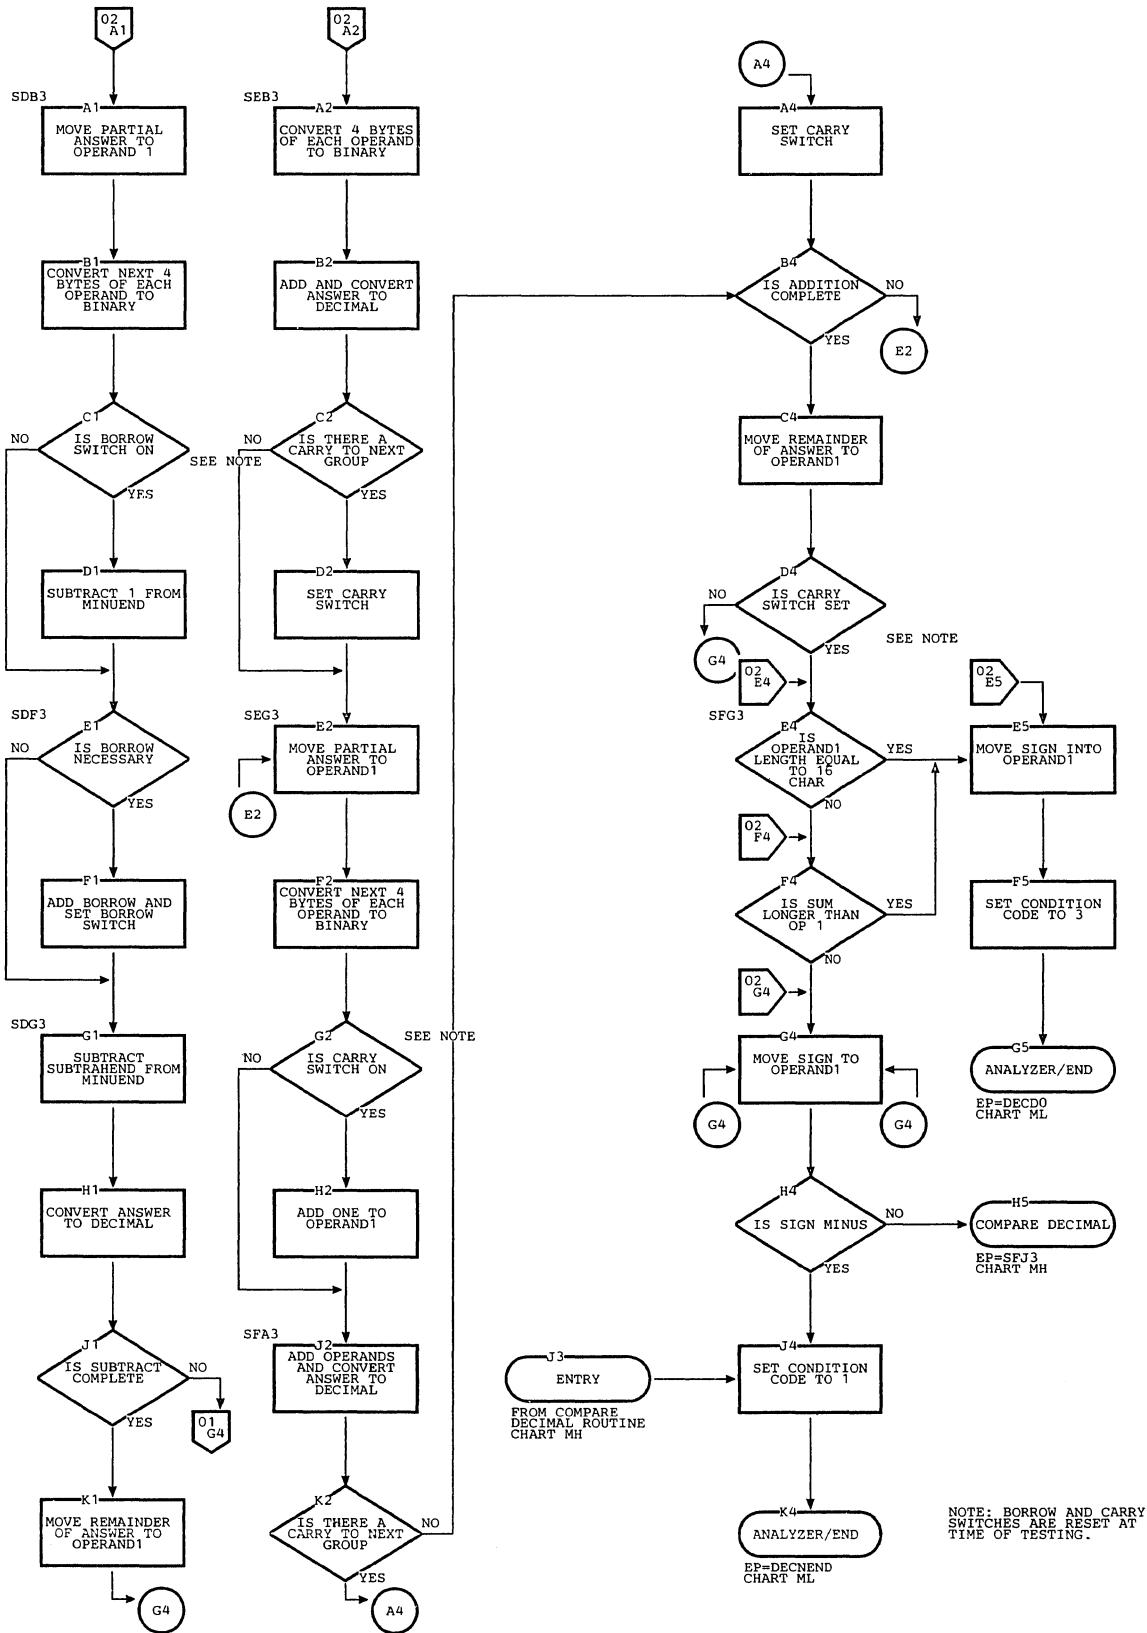 02
A1
SDB3
A1
MOVE PARTIAL
ANSWER TO
OPERAND 1
B1
CONVERT NEXT 4
BYTES OF EACH
OPERAND TO
BINARY
C1
IS BORROW
SWITCH ON
NO
YES
SEE NOTE
D1
SUBTRACT 1 FROM
MINUEND
SDF3
E1
IS BORROW
NECESSARY
NO
YES
F1
ADD BORROW AND
SET BORROW
SWITCH
SDG3
G1
SUBTRACT
SUBTRAHEND FROM
MINUEND
H1
CONVERT ANSWER
TO DECIMAL
J1
IS SUBTRACT
COMPLETE
NO
YES
01
G4
K1
MOVE REMAINDER
OF ANSWER TO
OPERAND1
G4
02
A2
SEB3
A2
CONVERT 4 BYTES
OF EACH OPERAND
TO BINARY
B2
ADD AND CONVERT
ANSWER TO
DECIMAL
C2
IS THERE A
CARRY TO NEXT
GROUP
NO
YES
D2
SET CARRY
SWITCH
SEG3
E2
MOVE PARTIAL
ANSWER TO
OPERAND1
E2
F2
CONVERT NEXT 4
BYTES OF EACH
OPERAND TO
BINARY
G2
IS CARRY
SWITCH ON
NO
YES
SEE NOTE
H2
ADD ONE TO
OPERAND1
SFA3
J2
ADD OPERANDS
AND CONVERT
ANSWER TO
DECIMAL
K2
IS THERE A
CARRY TO NEXT
GROUP
NO
YES
A4
A4
A4
SET CARRY
SWITCH
B4
IS ADDITION
COMPLETE
NO
YES
E2
C4
MOVE REMAINDER
OF ANSWER TO
OPERAND1
D4
IS CARRY
SWITCH SET
NO
YES
SEE NOTE
G4
02
E4
SFG3
E4
IS
OPERAND1
LENGTH EQUAL
TO 16
CHAR
YES
NO
02
F4
F4
IS SUM
LONGER THAN
OP 1
YES
NO
02
G4
G4
MOVE SIGN TO
OPERAND1
G4
G4
H4
IS SIGN MINUS
NO
YES
J3
ENTRY
FROM COMPARE
DECIMAL ROUTINE
CHART MH
J4
SET CONDITION
CODE TO 1
K4
ANALYZER/END
EP=DECNEND
CHART ML
02
E5
E5
MOVE SIGN INTO
OPERAND1
F5
SET CONDITION
CODE TO 3
G5
ANALYZER/END
EP=DECDO
CHART ML
H5
COMPARE DECIMAL
EP=SFJ3
CHART MH
NOTE: BORROW AND CARRY
SWITCHES ARE RESET AT
TIME OF TESTING.